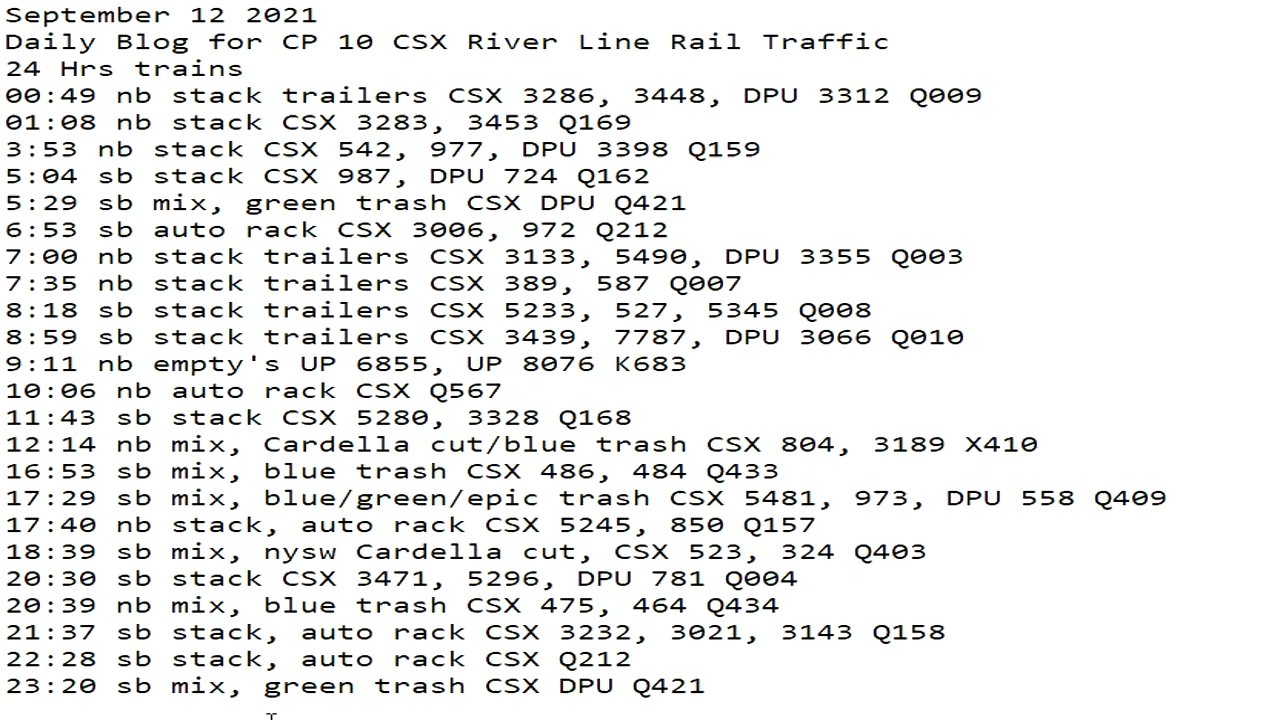 September 12 2021
Daily Blog for CP 10 CSX River Line Rail Traffic
24 Hrs trains
00:49 nb stack trailers CSX 3286, 3448, DPU 3312 Q009
01:08 nb stack CSX 3283, 3453 Q169
3:53 nb stack CSX 542, 977, DPU 3398 Q159
5:04 sb stack CSX 987, DPU 724 Q162
5:29 sb mix, green trash CSX DPU Q421
6:53 sb auto rack CSX 3006, 972 Q212
7:00 nb stack trailers CSX 3133, 5490, DPU 3355 Q003
7:35 nb stack trailers CSX 389, 587 Q007
8:18 sb stack trailers CSX 5233, 527, 5345 Q008
8:59 sb stack trailers CSX 3439, 7787, DPU 3066 Q010
9:11 nb empty's UP 6855, UP 8076 K683
10:06 nb auto rack CSX Q567
11:43 sb stack CSX 5280, 3328 Q168
12:14 nb mix, Cardella cut/blue trash CSX 804, 3189 X410
16:53 sb mix, blue trash CSX 486, 484 Q433
17:29 sb mix, blue/green/epic trash CSX 5481, 973, DPU 558 Q409
17:40 nb stack, auto rack CSX 5245, 850 Q157
18:39 sb mix, nysw Cardella cut, CSX 523, 324 Q403
20:30 sb stack CSX 3471, 5296, DPU 781 Q004
20:39 nb mix, blue trash CSX 475, 464 Q434
21:37 sb stack, auto rack CSX 3232, 3021, 3143 Q158
22:28 sb stack, auto rack CSX Q212
23:20 sb mix, green trash CSX DPU Q421